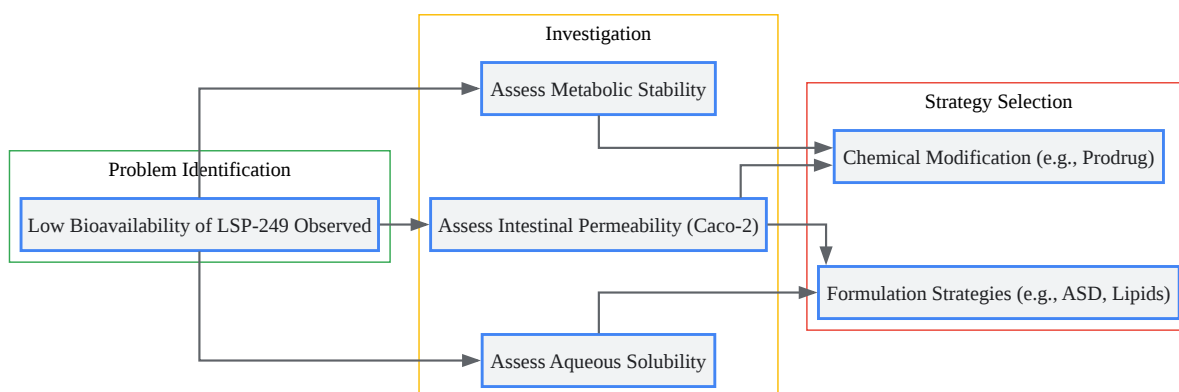 Problem Identification
Low Bioavailability of LSP-249 Observed
Investigation
Assess Metabolic Stability
Assess Intestinal Permeability (Caco-2)
Assess Aqueous Solubility
Strategy Selection
Chemical Modification (e.g., Prodrug)
Formulation Strategies (e.g., ASD, Lipids)